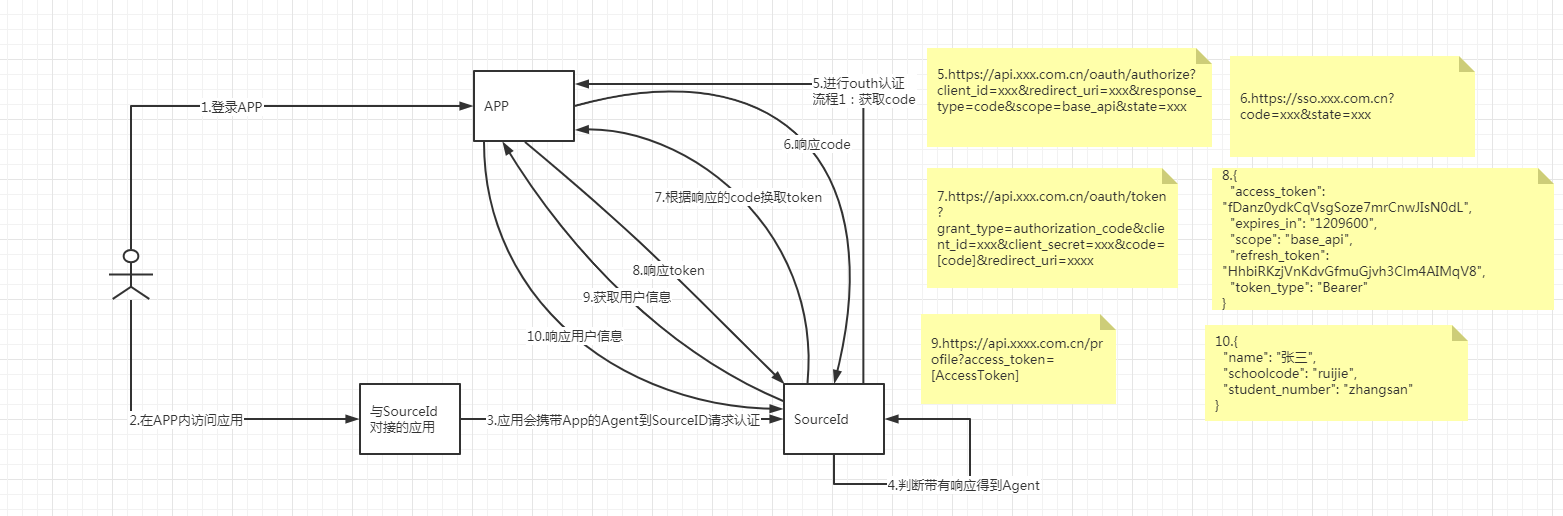 1.登录APP
APP
5.进行outh认证
流程1：获取code
6.响应code
7.根据响应的code换取token
8.响应token
9.获取用户信息
10.响应用户信息
2.在APP内访问应用
与SourceId
对接的应用
3.应用会携带App的Agent到SourceID请求认证
SourceId
4.判断带有响应得到Agent
5.https://api.xxx.com.cn/oauth/authorize?
client_id=xxx&redirect_uri=xxx&response_
type=code&scope=base_api&state=xxx
6.https://sso.xxx.com.cn?
code=xxx&state=xxx
7.https://api.xxx.com.cn/oauth/token
?
grant_type=authorization_code&clie
nt_id=xxx&client_secret=xxx&code=
[code]&redirect_uri=xxxx
8.{
"access_token":
"fDanz0ydkCqVsgSoze7mrCnwJIsN0dL",
"expires_in": "1209600",
"scope": "base_api",
"refresh_token":
"HhbiRKzjVnKdvGfmuGjvh3Clm4AIMqV8",
"token_type": "Bearer"
}
9.https://api.xxxx.com.cn/pr
ofile?access_token=
[AccessToken]
10.{
"name": "张三",
"schoolcode": "ruijie",
"student_number": "zhangsan"
}